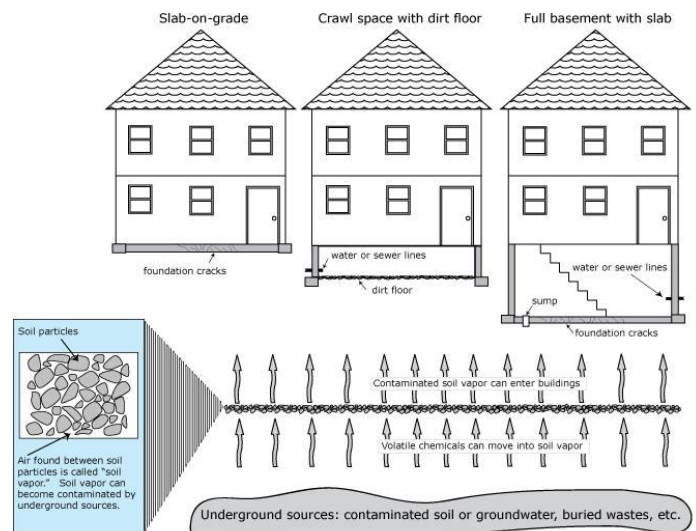 Slab-on-grade
Crawl space with dirt floor
Full basement with slab
foundation cracks
water or sewer lines
dirt floor
water or sewer lines
sump
foundation cracks
Soil particles
Air found between soil
particles is called “soil
vapor.” Soil vapor can
become contaminated by
underground sources.
Contaminated soil vapor can enter buildings
Volatile chemicals can move into soil vapor
Underground sources: contaminated soil or groundwater, buried wastes, etc.